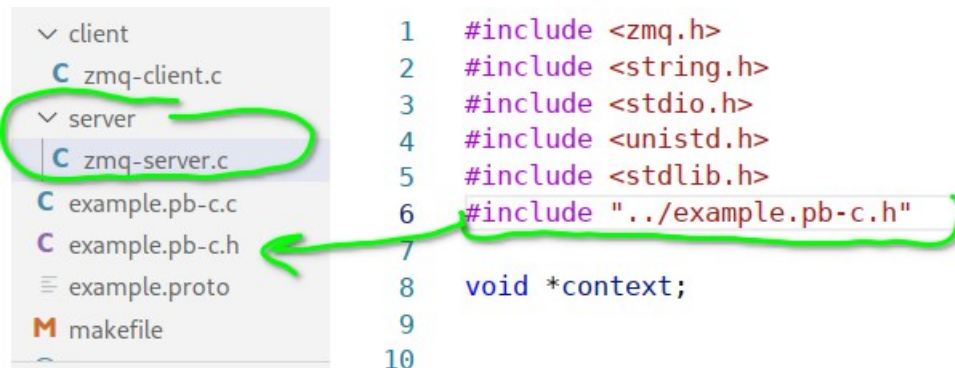 client
C zmq-client.c
server
C zmq-server.c
C example.pb-c.c
C example.pb-c.h
example.proto
M makefile
1 #include <zmq.h>
2 #include <string.h>
3 #include <stdio.h>
4 #include <unistd.h>
5 #include <stdlib.h>
6 #include "../example.pb-c.h"
7
8 void *context;
9
10